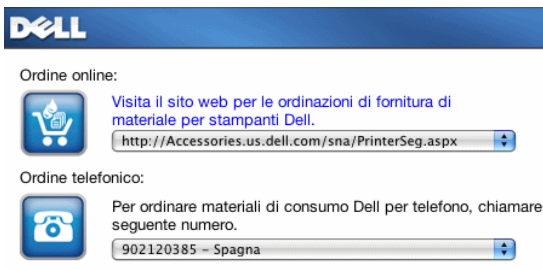 DELL
Ordine online:
Visita il sito web per le ordinazioni di fornitura di
materiale per stampanti Dell.
http://Accessories.us.dell.com/sna/PrinterSeg.aspx
Ordine telefonico:
Per ordinare materiali di consumo Dell per telefono, chiamare
seguente numero.
902120385 – Spagna